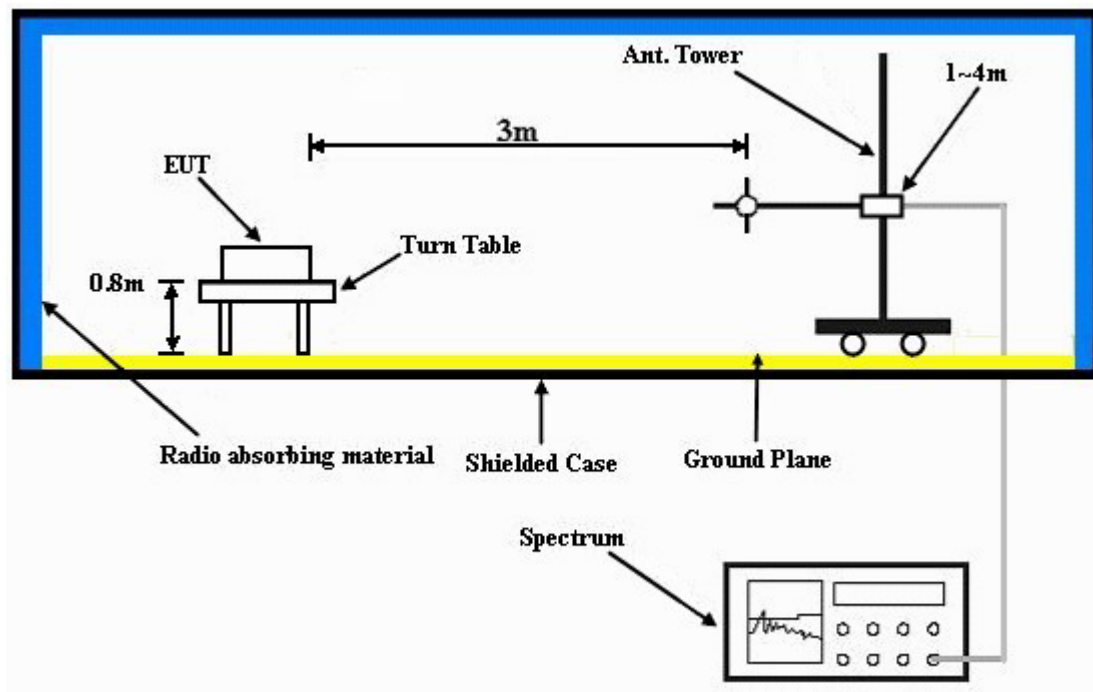 Ant. Tower
1~4m
3m
EUT
Turn Table
0.8m
Radio absorbing material
Shielded Case
Ground Plane
Spectrum